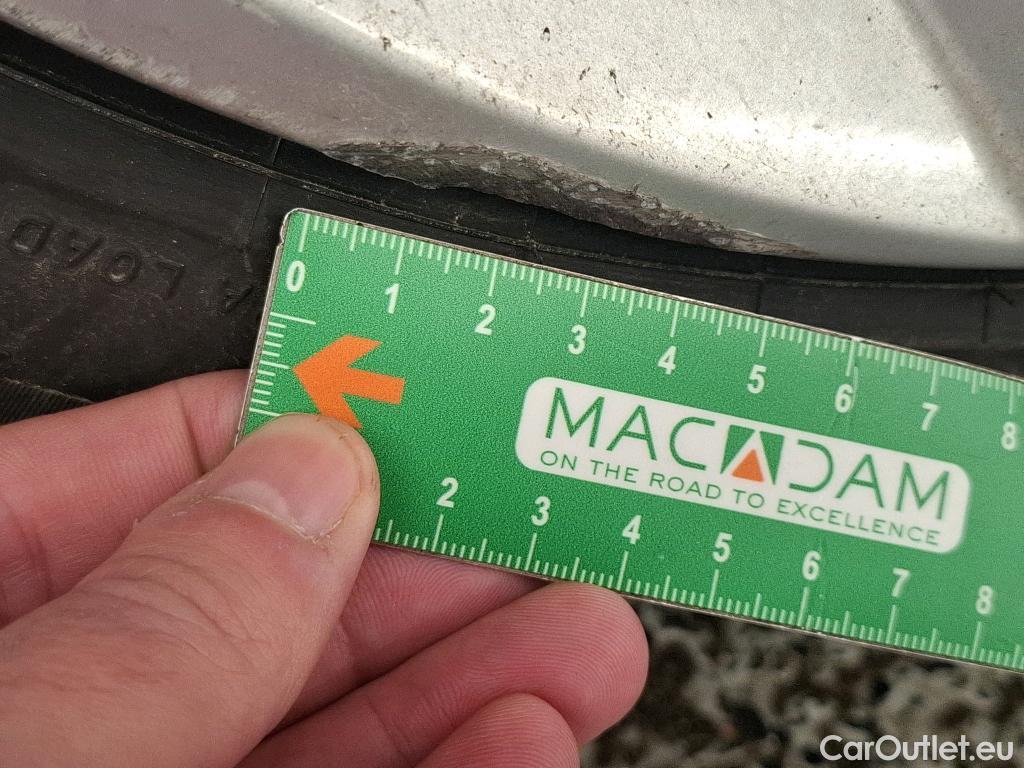 A LOAD
0 1 2 3 4 5 6 7 8
MACADAM
ON THE ROAD TO EXCELLENCE
2 3 4 5 6 7 8
CarOutlet.eu